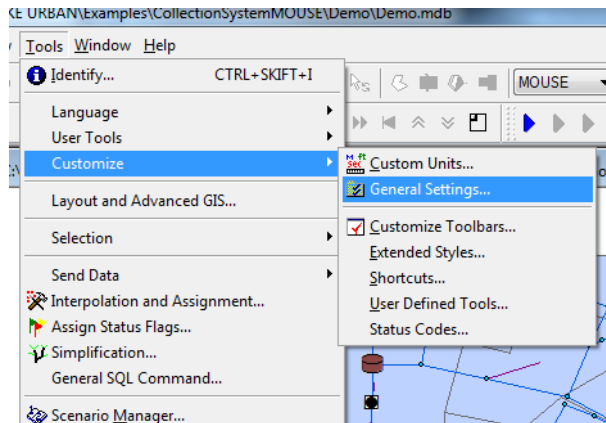 KE URBAN\Examples\CollectionSystemMOUSE\Demo\Demo.mdb
Tools Window Help
Identify... CTRL+SKIFT+I
MOUSE
Language
User Tools
Customize
Custom Units...
General Settings...
Layout and Advanced GIS...
Customize Toolbars...
Selection
Extended Styles...
Send Data
Shortcuts...
Interpolation and Assignment...
User Defined Tools...
Assign Status Flags...
Status Codes...
Simplification...
General SQL Command...
Scenario Manager...